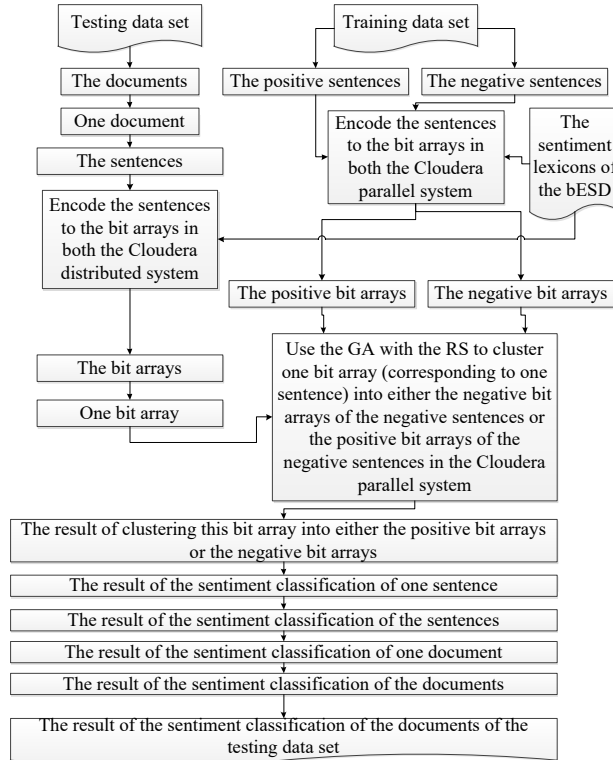 Testing data set
Training data set
The documents
The positive sentences
The negative sentences
One document
Encode the sentences
to the bit arrays in
both the Cloudera
parallel system
The
sentiment
lexicons of
the bESD
The sentences
Encode the sentences
to the bit arrays in
both the Cloudera
distributed system
The positive bit arrays
The negative bit arrays
Use the GA with the RS to cluster
one bit array (corresponding to one
sentence) into either the negative bit
arrays of the negative sentences or
the positive bit arrays of the
negative sentences in the Cloudera
parallel system
The bit arrays
One bit array
The result of clustering this bit array into either the positive bit arrays
or the negative bit arrays
The result of the sentiment classification of one sentence
The result of the sentiment classification of the sentences
The result of the sentiment classification of one document
The result of the sentiment classification of the documents
The result of the sentiment classification of the documents of the
testing data set